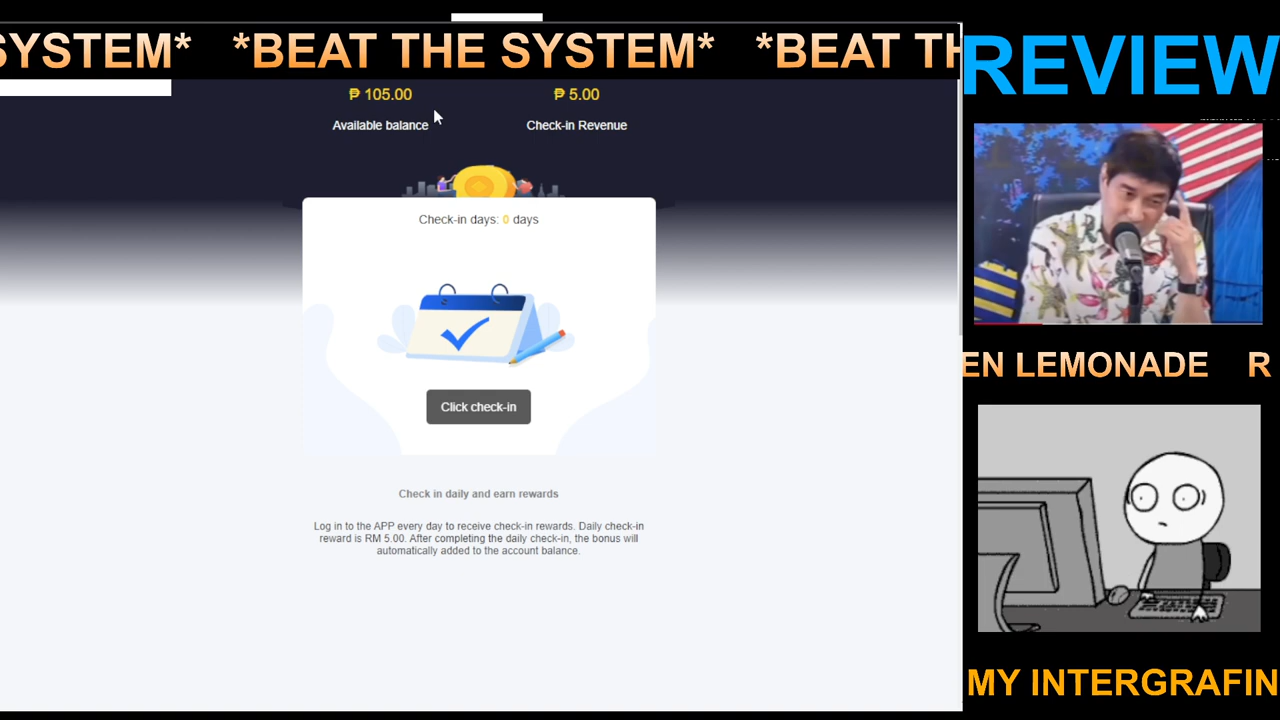 SYSTEM* *BEAT THE SYSTEM* *BEAT TH
REVIEW
₱ 105.00
₱ 5.00
Available balance
Check-in Revenue
Check-in days: 0 days
Click check-in
Check in daily and earn rewards
Log in to the APP every day to receive check-in rewards. Daily check-in
reward is RM 5.00. After completing the daily check-in, the bonus will
automatically added to the account balance.
EN LEMONADE R
MY INTERGRAFIN